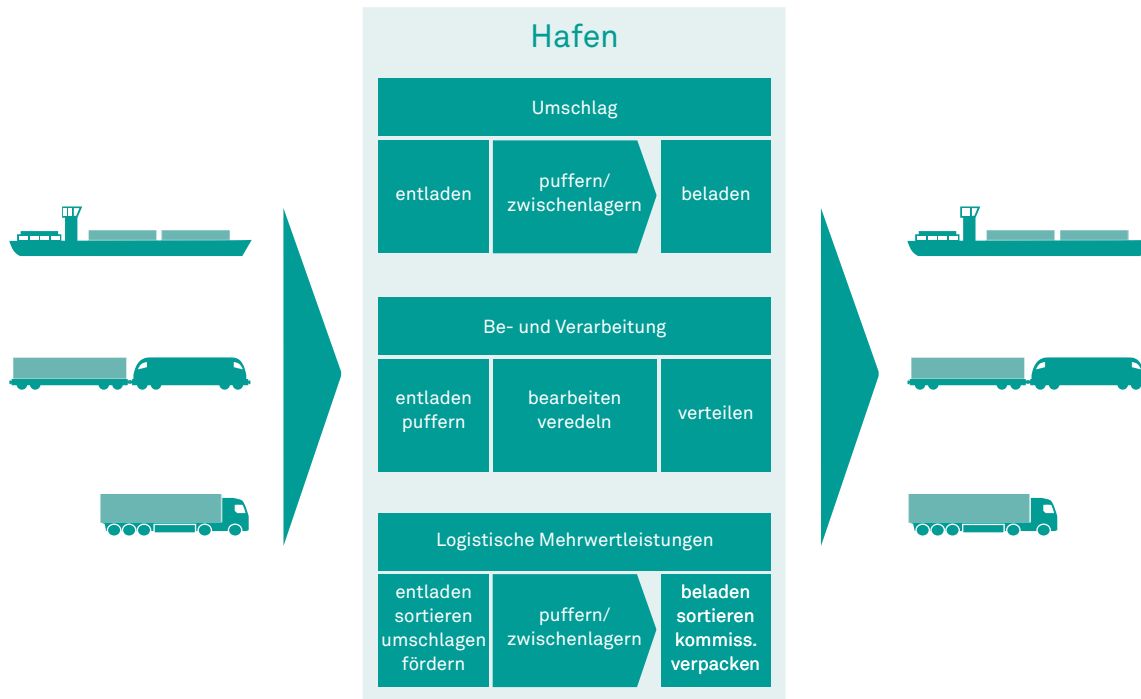 Hafen
Umschlag
entladen
puffern/
zwischenlagern
beladen
Be- und Verarbeitung
entladen
puffern
bearbeiten
veredeln
verteilen
Logistische Mehrwertleistungen
entladen
sortieren
umschlagen
fördern
puffern/
zwischenlagern
beladen
sortieren
kommiss.
verpacken